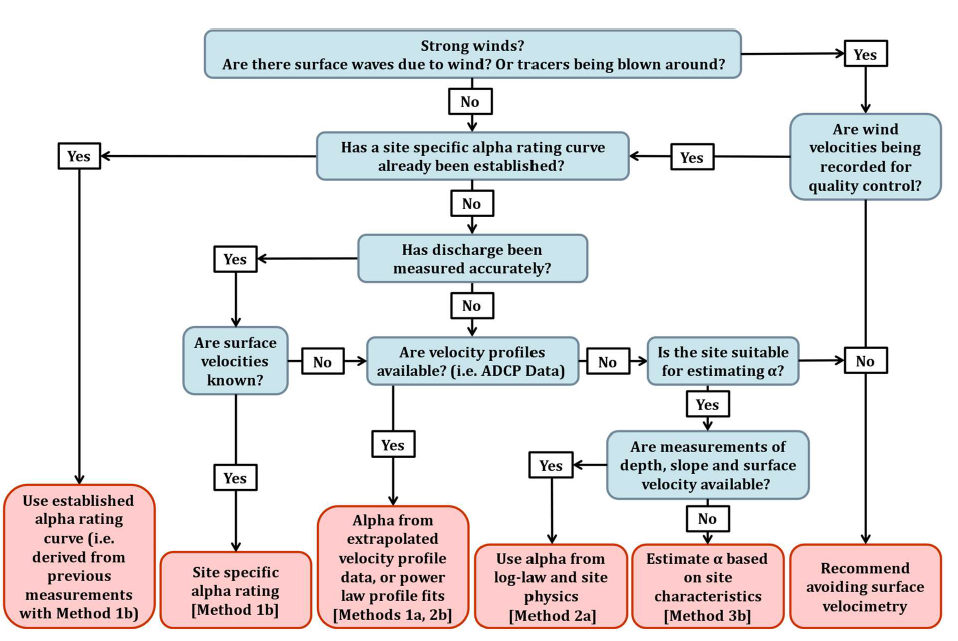 Strong winds?
Are there surface waves due to wind? Or tracers being blown around?
Yes
No
Are wind
velocities being
recorded for
quality control?
Has a site specific alpha rating curve
already been established?
Yes
Yes
No
Has discharge been
measured accurately?
Yes
No
Are surface
velocities
known?
No
Are velocity profiles
available? (i.e. ADCP Data)
No
Is the site suitable
for estimating α?
No
Yes
Are measurements of
depth, slope and surface
velocity available?
Yes
Yes
Yes
No
Use established
alpha rating
curve (i.e.
derived from
previous
measurements
with Method 1b)
Site specific
alpha rating
[Method 1b]
Alpha from
extrapolated
velocity profile
data, or power
law profile fits
[Methods 1a, 2b]
Use alpha from
log-law and site
physics
[Method 2a]
Estimate α based
on site
characteristics
[Method 3b]
Recommend
avoiding surface
velocimetry